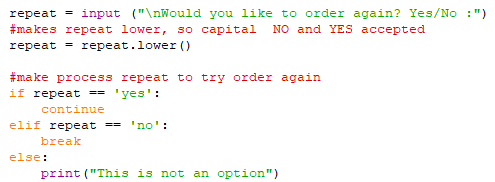 repeat = input ("\nWould you like to order again? Yes/No :")
#makes repeat lower, so capital  NO and YES accepted
repeat = repeat.lower()

#make process repeat to try order again
if repeat == 'yes':
    continue
elif repeat == 'no':
    break
else:
    print("This is not an option")